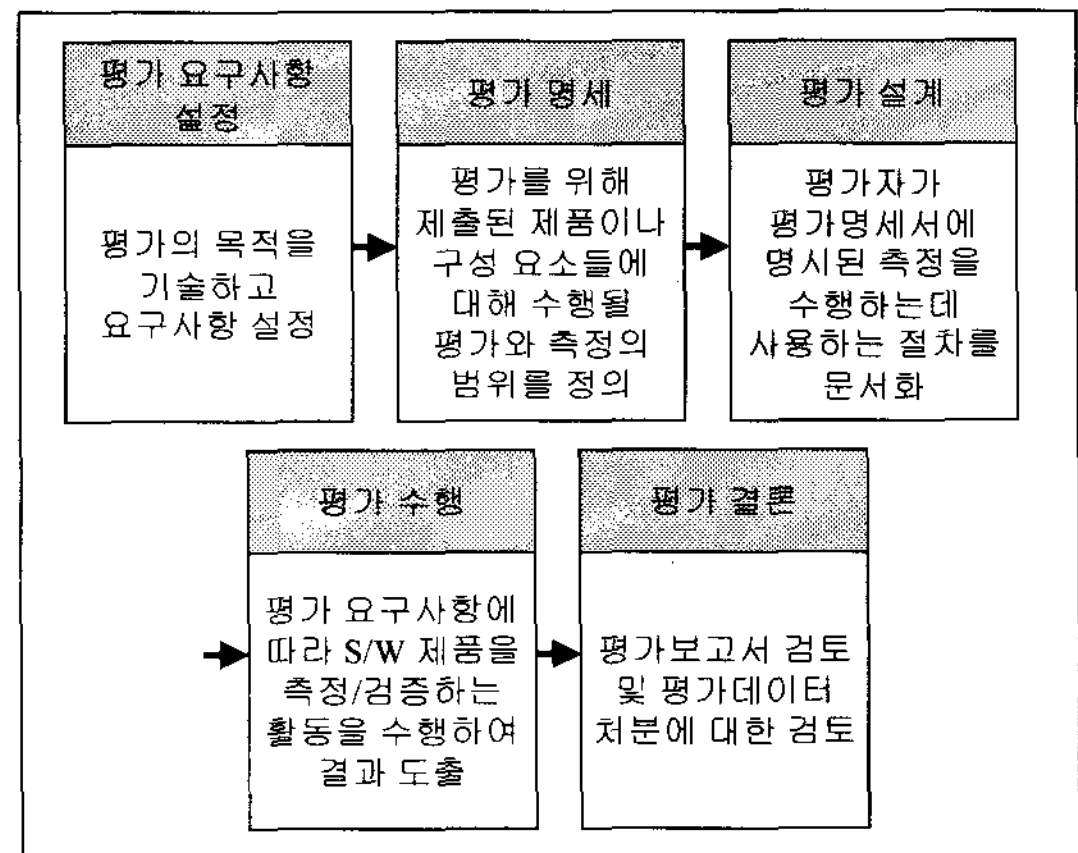 평가 요구사항
설정
평가의 목적을
기술하고
요구사항 설정
평가 명세
평가를 위해
제출된 제품이나
구성 요소들에
대해 수행될
평가와 측정의
범위를 정의
평가 설계
평가자가
평가명세서에
명시된 측정을
수행하는데
사용하는 절차를
문서화
평가 수행
평가 요구사항에
따라 S/W 제품을
측정/검증하는
활동을 수행하여
결과 도출
평가 결론
평가보고서 검토
및 평가데이터
처분에 대한 검토